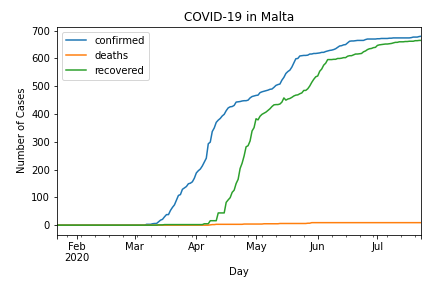 COVID-19 in Malta
confirmed
deaths
recovered
Number of Cases
700
600
500
400
300
200
100
0
Feb Mar Apr May Jun Jul
2020
Day